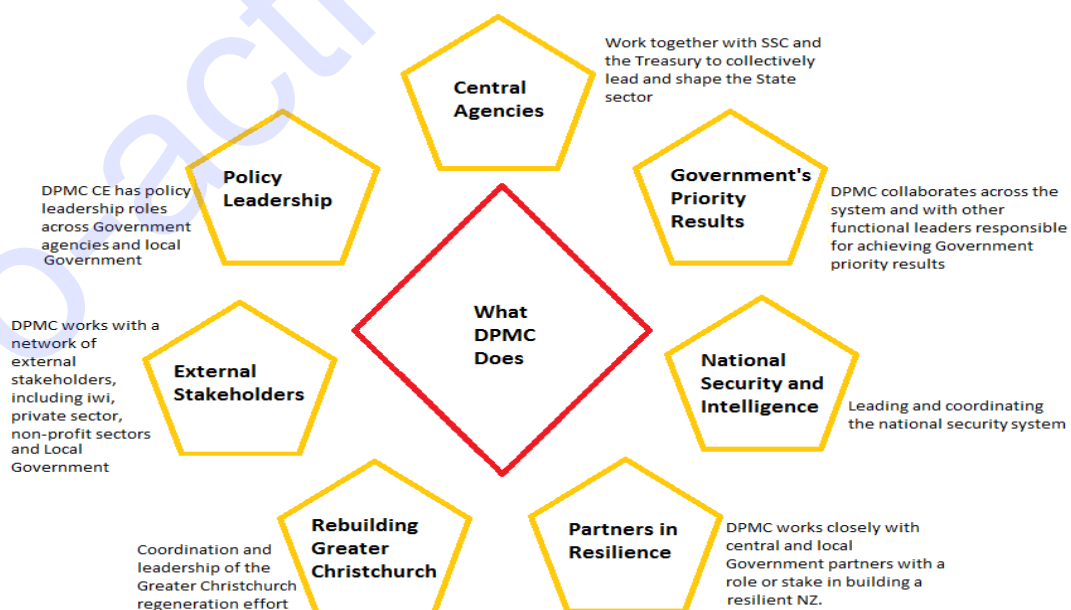 Central
Agencies
Work together with SSC and
the Treasury to collectively
lead and shape the State
sector
Government's
Priority
Results
DPMC collaborates across the
system and with other
functional leaders responsible
for achieving Government
priority results
National
Security and
Intelligence
Leading and coordinating
the national security system
Partners in
Resilience
DPMC works closely with
central and local
Government partners with a
role or stake in building a
resilient NZ.
Rebuilding
Greater
Christchurch
Coordination and
leadership of the
Greater Christchurch
regeneration effort
External
Stakeholders
DPMC works with a
network of
external
stakeholders,
including iwi,
private sector,
non-profit sectors
and Local
Government
Policy
Leadership
DPMC CE has policy
leadership roles
across Government
agencies and local
Government
What
DPMC
Does